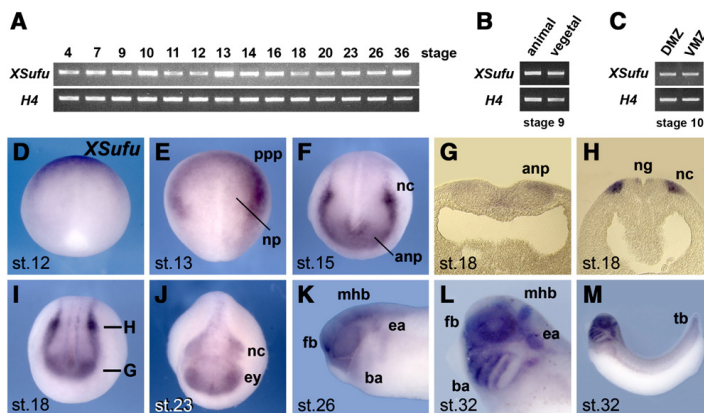 A
4 7 9 10 11 12 13 14 16 18 20 23 26 36 stage
XSufu
H4
B
animal vegetal
XSufu
H4
stage 9
C
DMZ VMZ
XSufu
H4
stage 10
D XSufu
st.12
E ppp
np
st.13
F
nc
anp
st.15
G anp
st.18
H ng nc
st.18
I
H
G
st.18
J
nc
ey
st.23
K mhb
ea
fb
ba
st.26
L mhb
fb ea
ba
st.32
M
tb
st.32